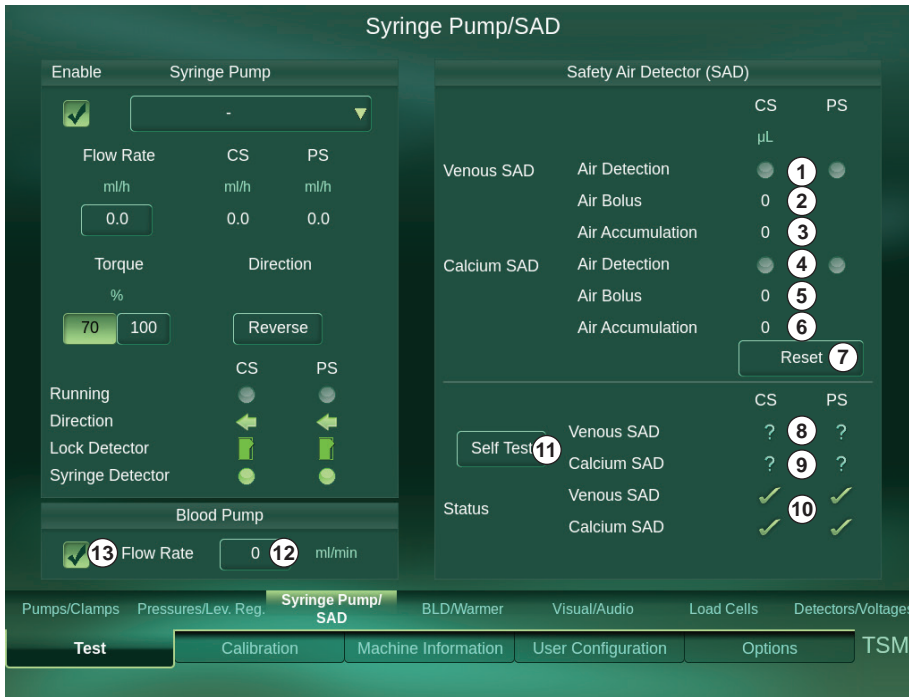 Syringe Pump/SAD
Enable Syringe Pump
-
Flow Rate CS PS
ml/h ml/h ml/h
0.0 0.0 0.0
Torque Direction
%
70 100 Reverse
CS PS
Running
Direction
Lock Detector
Syringe Detector
Blood Pump
13 Flow Rate 0 12 ml/min
Safety Air Detector (SAD)
CS PS
µL
Venous SAD Air Detection 1
Air Bolus 0 2
Air Accumulation 0 3
Calcium SAD Air Detection 4
Air Bolus 0 5
Air Accumulation 0 6
Reset 7
CS PS
Venous SAD ? 8 ?
Self Test 11
Calcium SAD ? 9 ?
Venous SAD
Status 10
Calcium SAD
Pumps/Clamps Pressures/Lev. Reg. Syringe Pump/ BLD/Warmer Visual/Audio Load Cells Detectors/Voltages
SAD
Test Calibration Machine Information User Configuration Options TSM